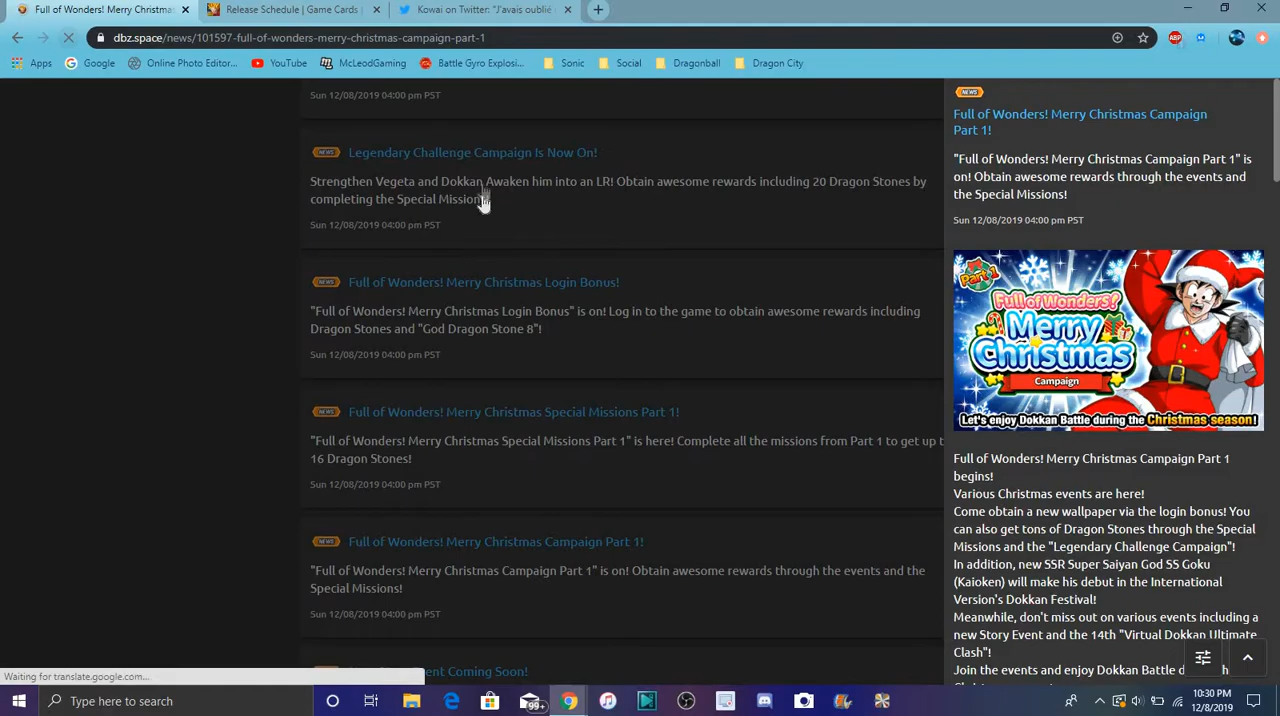 Full of Wonders! Merry Christmas
Release Schedule | Game Cards
Kowai on Twitter: "J'avais oublié
dbz.space/news/101597-full-of-wonders-merry-christmas-campaign-part-1
ABP
Apps
Google
Online Photo Editor...
YouTube
McLeodGaming
Battle Gyro Explosi...
Sonic
Social
Dragonball
Dragon City
Sun 12/08/2019 04:00 pm PST
NEWS Legendary Challenge Campaign Is Now On!
Strengthen Vegeta and Dokkan Awaken him into an LR! Obtain awesome rewards including 20 Dragon Stones by
completing the Special Mission
Sun 12/08/2019 04:00 pm PST
NEWS Full of Wonders! Merry Christmas Login Bonus!
"Full of Wonders! Merry Christmas Login Bonus" is on! Log in to the game to obtain awesome rewards including
Dragon Stones and "God Dragon Stone 8"!
Sun 12/08/2019 04:00 pm PST
NEWS Full of Wonders! Merry Christmas Special Missions Part 1!
"Full of Wonders! Merry Christmas Special Missions Part 1" is here! Complete all the missions from Part 1 to get up t
16 Dragon Stones!
Sun 12/08/2019 04:00 pm PST
NEWS Full of Wonders! Merry Christmas Campaign Part 1!
"Full of Wonders! Merry Christmas Campaign Part 1" is on! Obtain awesome rewards through the events and the
Special Missions!
Sun 12/08/2019 04:00 pm PST
ent Coming Soon!
NEWS
Full of Wonders! Merry Christmas Campaign
Part 1!
"Full of Wonders! Merry Christmas Campaign Part 1" is
on! Obtain awesome rewards through the events and
the Special Missions!
Sun 12/08/2019 04:00 pm PST
Part 1
Full of Wonders!
Merry
Christmas
Campaign
Let's enjoy Dokkan Battle during the Christmas season!
Full of Wonders! Merry Christmas Campaign Part 1
begins!
Various Christmas events are here!
Come obtain a new wallpaper via the login bonus! You
can also get tons of Dragon Stones through the Special
Missions and the "Legendary Challenge Campaign"!
In addition, new SSR Super Saiyan God SS Goku
(Kaioken) will make his debut in the International
Version's Dokkan Festival!
Meanwhile, don't miss out on various events including a
new Story Event and the 14th "Virtual Dokkan Ultimate
Clash"!
Join the events and enjoy Dokkan Battle d
Waiting for translate.google.com...
Type here to search
99+
10:30 PM
12/8/2019